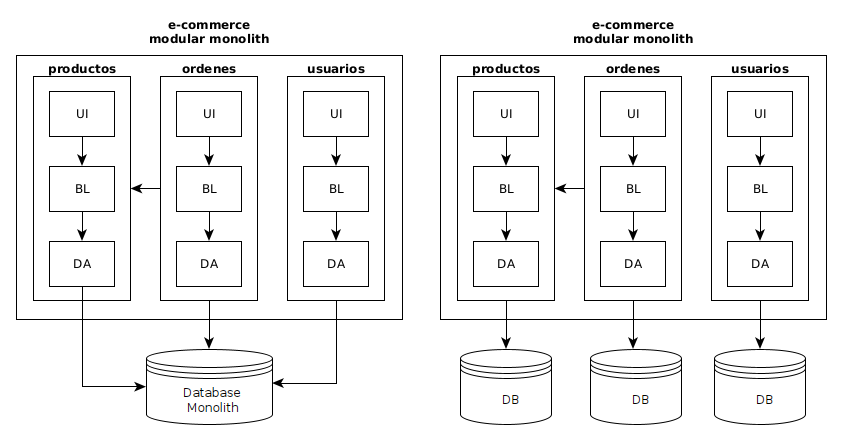 e-commerce
modular monolith
productos
ordenes
usuarios
UI
UI
UI
BL
BL
BL
DA
DA
DA
Database
Monolith
e-commerce
modular monolith
productos
ordenes
usuarios
UI
UI
UI
BL
BL
BL
DA
DA
DA
DB
DB
DB